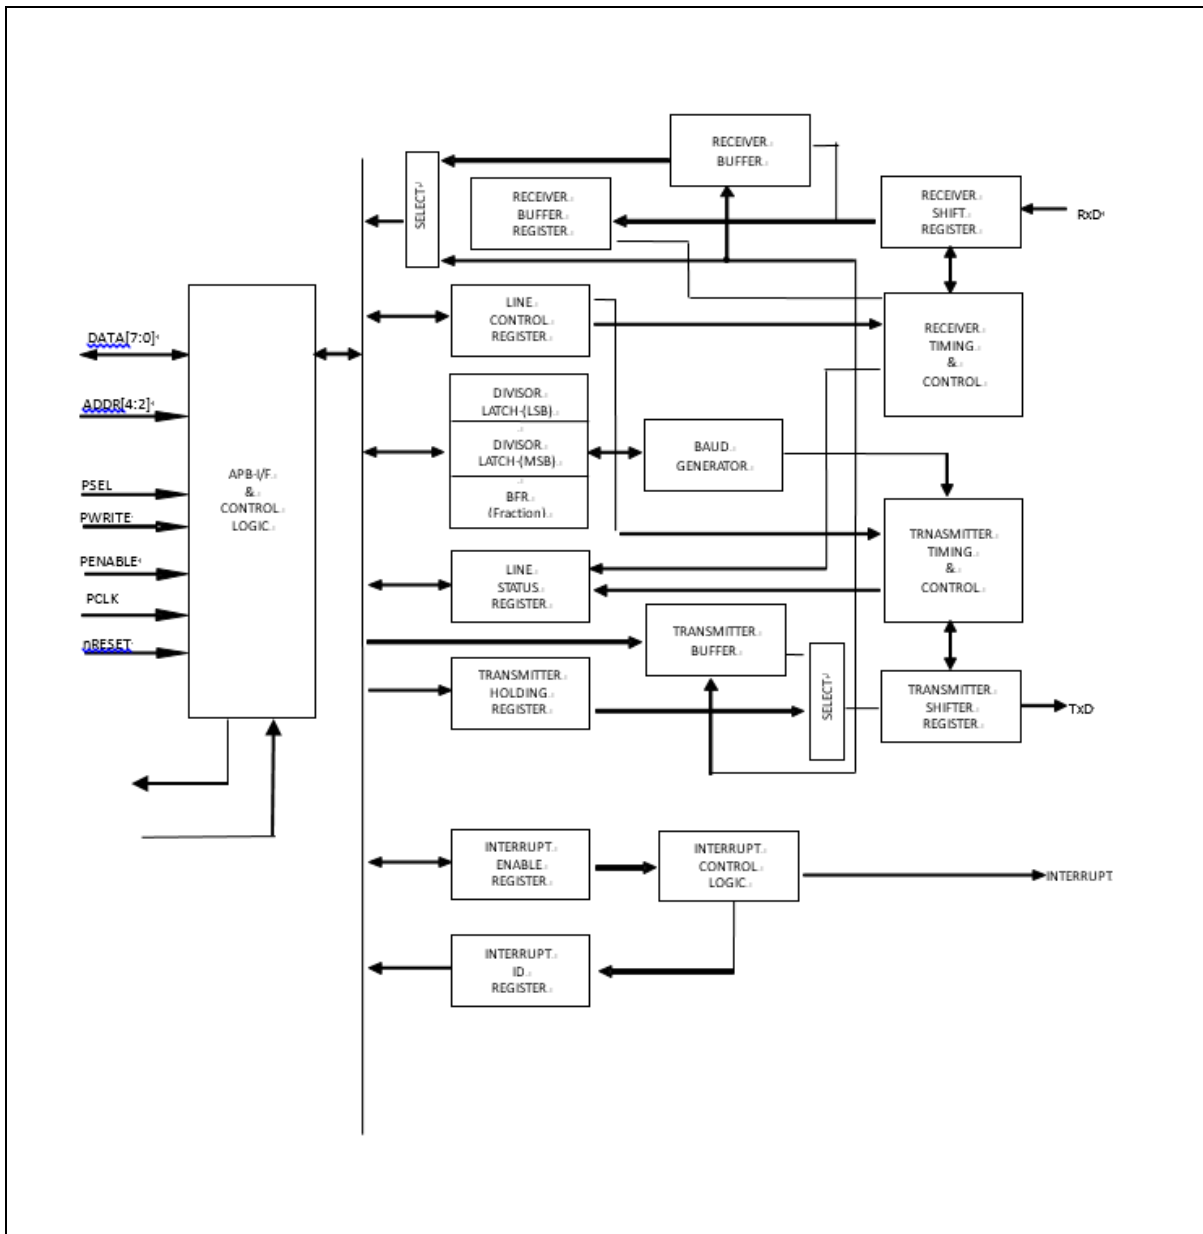 RECEIVER
BUFFER
SELECT
RECEIVER
BUFFER
REGISTER
RECEIVER
SHIFT
REGISTER
RxD
LINE
CONTROL
REGISTER
RECEIVER
TIMING
&
CONTROL
DATA[7:0]
ADDR[4:2]
PSEL
PWRITE
PENABLE
PCLK
nRESET
APB-I/F
&
CONTROL
LOGIC
DIVISOR
LATCH-(LSB)
DIVISOR
LATCH-(MSB)
BFR
(Fraction)
BAUD
GENERATOR
TRNASMITTER
TIMING
&
CONTROL
LINE
STATUS
REGISTER
TRANSMITTER
BUFFER
TRANSMITTER
HOLDING
REGISTER
SELECT
TRANSMITTER
SHIFTER
REGISTER
TxD
INTERRUPT
ENABLE
REGISTER
INTERRUPT
CONTROL
LOGIC
INTERRUPT
INTERRUPT
ID
REGISTER